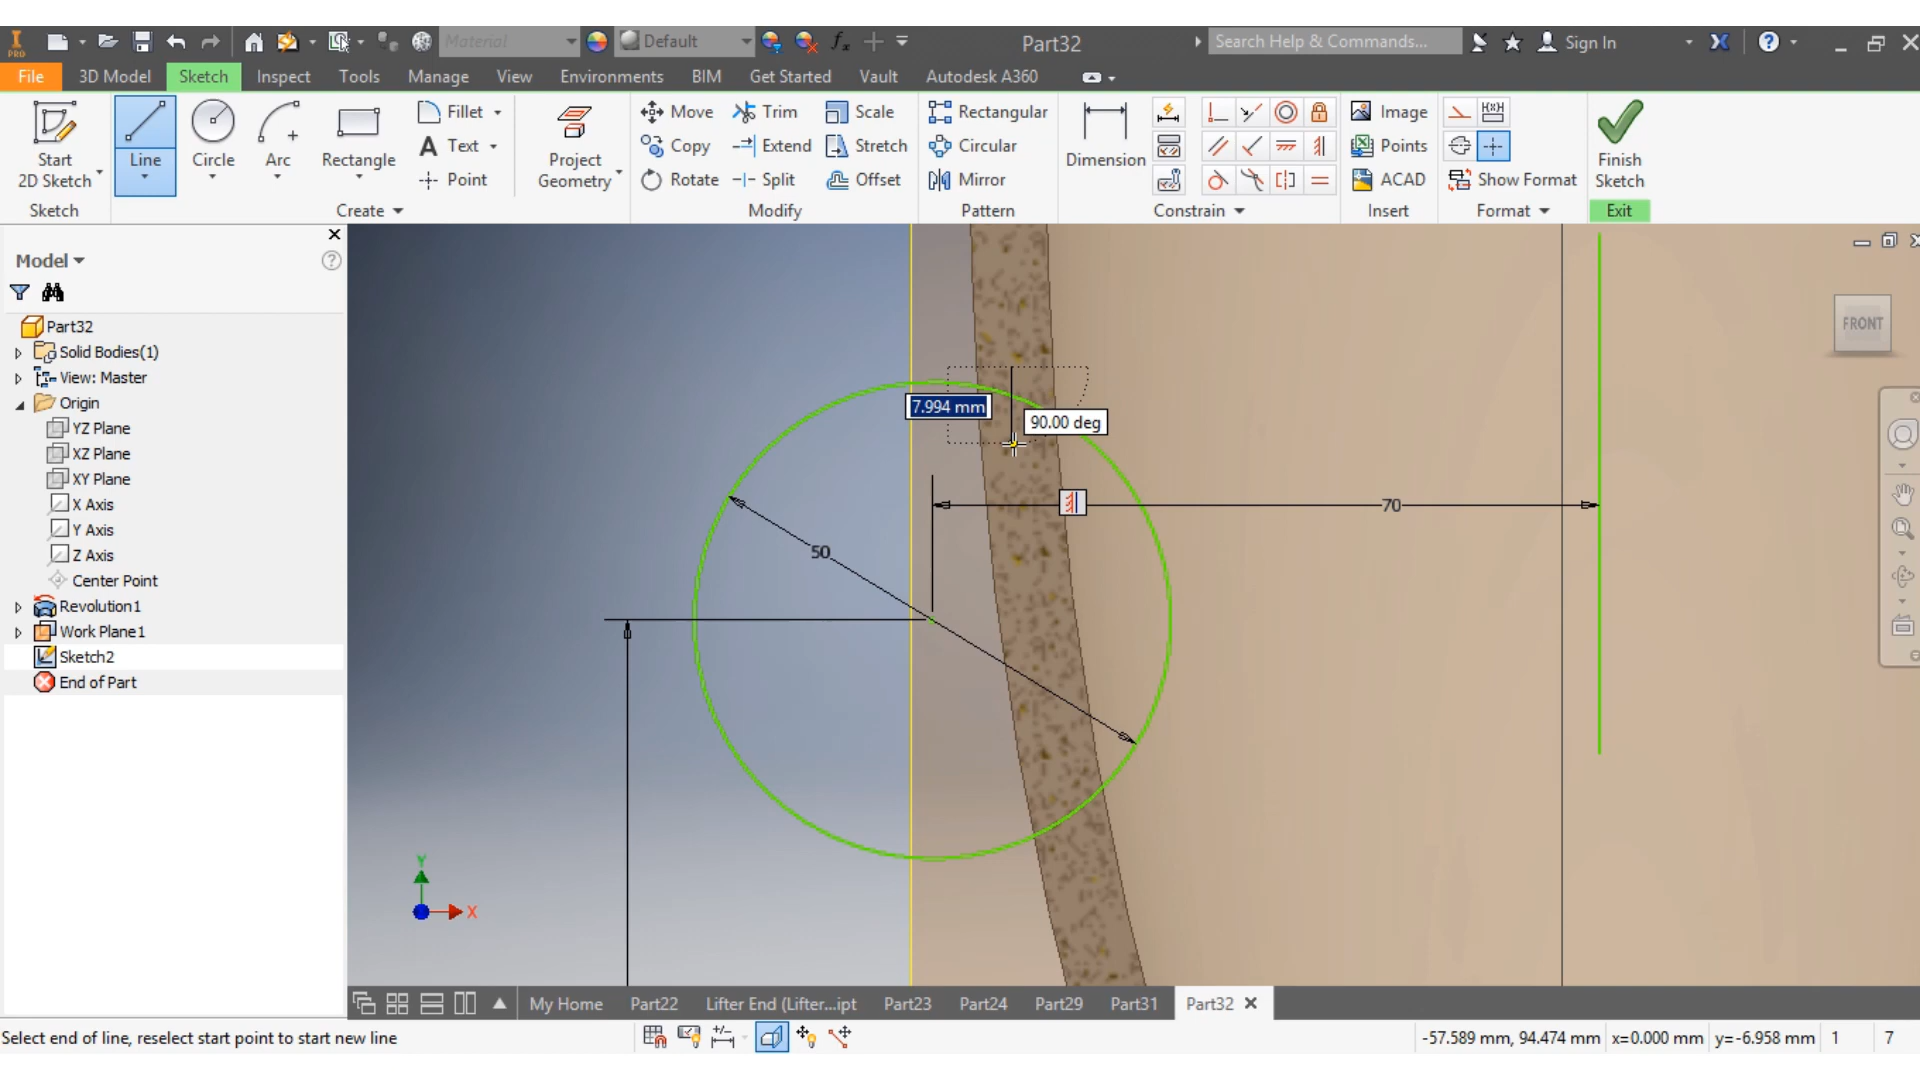 PRO
Material
Default
Part32
Search Help & Commands...
Sign In
File
3D Model
Sketch
Inspect
Tools
Manage
View
Environments
BIM
Get Started
Vault
Autodesk A360
Start
2D Sketch
Line
Circle
Arc
Rectangle
Fillet
Text
Point
Project
Geometry
Move
Trim
Scale
Copy
Extend
Stretch
Rotate
Split
Offset
Rectangular
Circular
Mirror
Dimension
Image
Points
ACAD
Show Format
Finish
Sketch
Sketch
Create
Modify
Pattern
Constrain
Insert
Format
Exit
Model
Part32
Solid Bodies(1)
View: Master
Origin
YZ Plane
XZ Plane
XY Plane
X Axis
Y Axis
Z Axis
Center Point
Revolution1
Work Plane1
Sketch2
End of Part
FRONT
7.994 mm
90.00 deg
70
50
Y
X
My Home
Part22
Lifter End (Lifter...ipt
Part23
Part24
Part29
Part31
Part32
Select end of line, reselect start point to start new line
-57.589 mm, 94.474 mm
x=0.000 mm
y=-6.958 mm
1
7